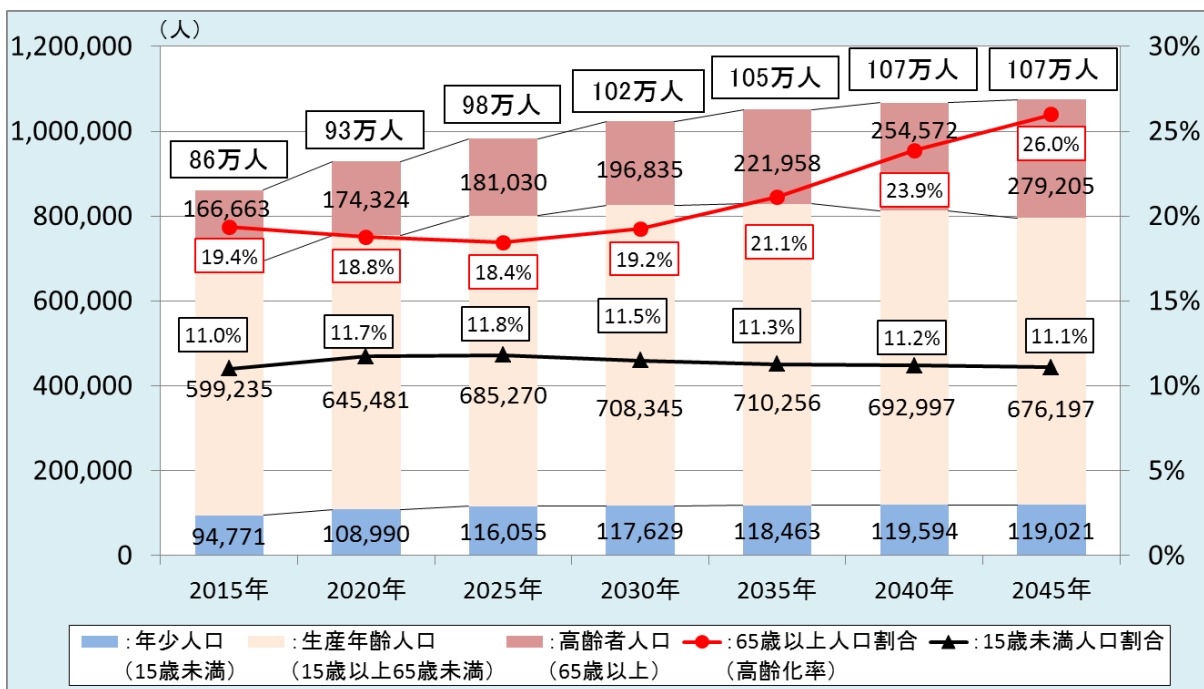 （人）
1,200,000
1,000,000
800,000
600,000
400,000
200,000
0
30%
25%
20%
15%
10%
5%
0%
86万人
93万人
98万人
102万人
105万人
107万人
107万人
166,663
174,324
181,030
196,835
221,958
254,572
279,205
19.4%
18.8%
18.4%
19.2%
21.1%
23.9%
26.0%
11.0%
11.7%
11.8%
11.5%
11.3%
11.2%
11.1%
599,235
645,481
685,270
708,345
710,256
692,997
676,197
94,771
108,990
116,055
117,629
118,463
119,594
119,021
2015年
2020年
2025年
2030年
2035年
2040年
2045年
：年少人口
（15歳未満）
：生産年齢人口
（15歳以上65歳未満）
：高齢者人口
（65歳以上）
：65歳以上人口割合
（高齢化率）
：15歳未満人口割合